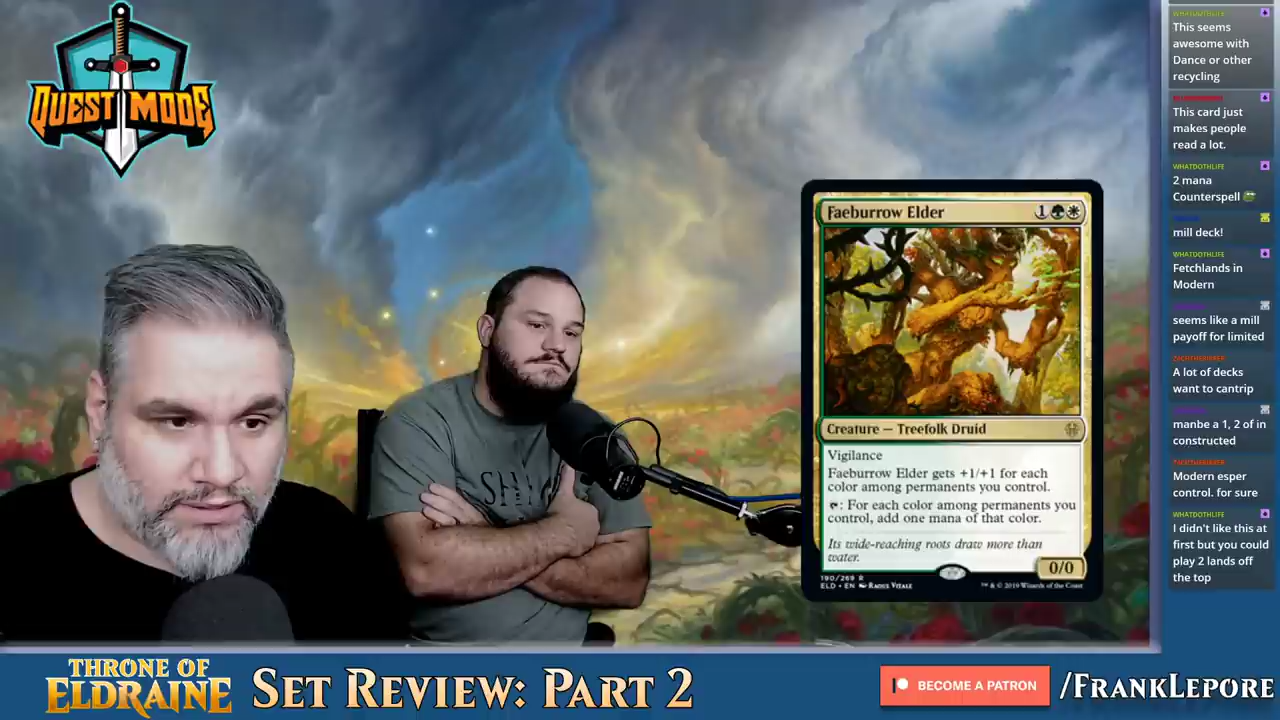 QUEST MODE
Faeburrow Elder 1
Creature — Treefolk Druid
Vigilance
Faeburrow Elder gets +1/+1 for each
color among permanents you control.
: For each color among permanents you
control, add one mana of that color.
Its wide-reaching roots draw more than
water.
0/0
190/269 R
ELD • EN RAOUL VITALE
™ & © 2019 Wizards of the Coast
WHATDOTHLIFE
This seems
awesome with
Dance or other
recycling
This card just
makes people
read a lot.
WHATDOTHLIFE
2 mana
Counterspell
mill deck!
WHATDOTHLIFE
Fetchlands in
Modern
seems like a mill
payoff for limited
A lot of decks
want to cantrip
manbe a 1, 2 of in
constructed
Modern esper
control. for sure
WHATDOTHLIFE
I didn't like this at
first but you could
play 2 lands off
the top
THRONE OF
ELDRAINE
SET REVIEW: PART 2
BECOME A PATRON
/FRANKLEPORE